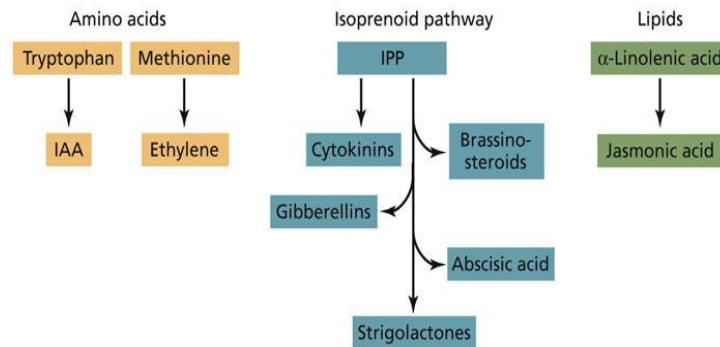 Amino acids
Isoprenoid pathway
Lipids
Tryptophan
Methionine
IPP
α-Linolenic acid
IAA
Ethylene
Cytokinins
Brassino-
steroids
Jasmonic acid
Gibberellins
Abscisic acid
Strigolactones